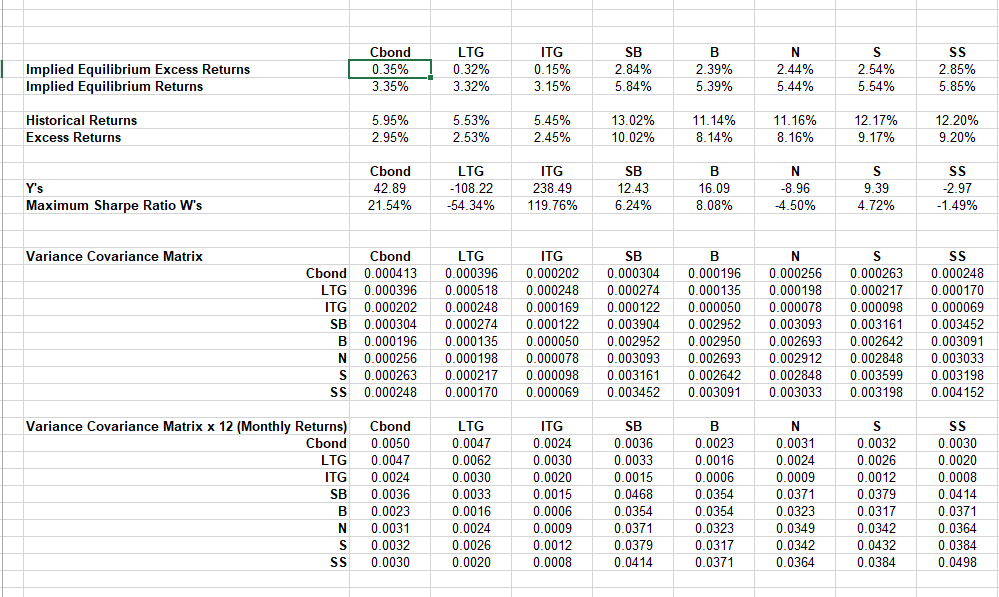 Cbond LTG ITG SB B N S SS
Implied Equilibrium Excess Returns 0.35% 0.32% 0.15% 2.84% 2.39% 2.44% 2.54% 2.85%
Implied Equilibrium Returns 3.35% 3.32% 3.15% 5.84% 5.39% 5.44% 5.54% 5.85%
Historical Returns 5.95% 5.53% 5.45% 13.02% 11.14% 11.16% 12.17% 12.20%
Excess Returns 2.95% 2.53% 2.45% 10.02% 8.14% 8.16% 9.17% 9.20%
Cbond LTG ITG SB B N S SS
Y's 42.89 -108.22 238.49 12.43 16.09 -8.96 9.39 -2.97
Maximum Sharpe Ratio W's 21.54% -54.34% 119.76% 6.24% 8.08% -4.50% 4.72% -1.49%
Variance Covariance Matrix Cbond LTG ITG SB B N S SS
Cbond 0.000413 0.000396 0.000202 0.000304 0.000196 0.000256 0.000263 0.000248
LTG 0.000396 0.000518 0.000248 0.000274 0.000135 0.000198 0.000217 0.000170
ITG 0.000202 0.000248 0.000169 0.000122 0.000050 0.000078 0.000098 0.000069
SB 0.000304 0.000274 0.000122 0.003904 0.002952 0.003093 0.003161 0.003452
B 0.000196 0.000135 0.000050 0.002952 0.002950 0.002693 0.002642 0.003091
N 0.000256 0.000198 0.000078 0.003093 0.002693 0.002912 0.002848 0.003033
S 0.000263 0.000217 0.000098 0.003161 0.002642 0.002848 0.003599 0.003198
SS 0.000248 0.000170 0.000069 0.003452 0.003091 0.003033 0.003198 0.004152
Variance Covariance Matrix x 12 (Monthly Returns) Cbond LTG ITG SB B N S SS
Cbond 0.0050 0.0047 0.0024 0.0036 0.0023 0.0031 0.0032 0.0030
LTG 0.0047 0.0062 0.0030 0.0033 0.0016 0.0024 0.0026 0.0020
ITG 0.0024 0.0030 0.0020 0.0015 0.0006 0.0009 0.0012 0.0008
SB 0.0036 0.0033 0.0015 0.0468 0.0354 0.0371 0.0379 0.0414
B 0.0023 0.0016 0.0006 0.0354 0.0354 0.0323 0.0317 0.0371
N 0.0031 0.0024 0.0009 0.0371 0.0323 0.0349 0.0342 0.0364
S 0.0032 0.0026 0.0012 0.0379 0.0317 0.0342 0.0432 0.0384
SS 0.0030 0.0020 0.0008 0.0414 0.0371 0.0364 0.0384 0.0498